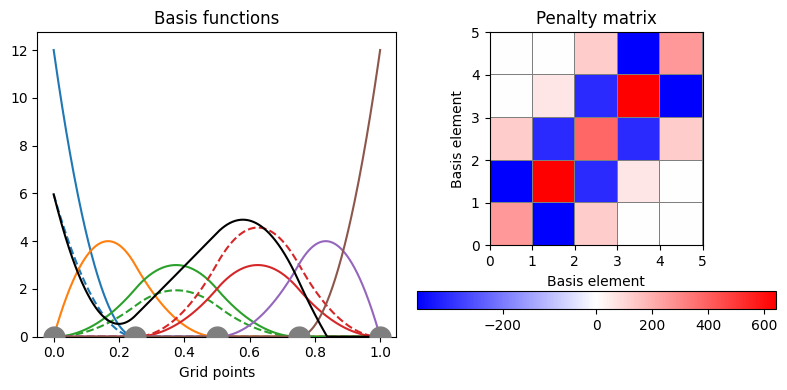 Basis functions
12
10
8
6
4
2
0
0.0 0.2 0.4 0.6 0.8 1.0
Grid points
Penalty matrix
Basis element
5
4
3
2
1
0
0 1 2 3 4 5
Basis element
−200 0 200 400 600